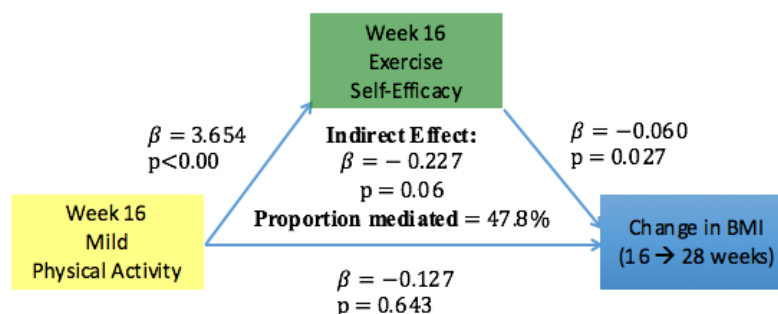 Week 16
Exercise
Self-Efficacy
β = 3.654
p<0.00
Indirect Effect:
β = − 0.227
p = 0.06
Proportion mediated = 47.8%
β = −0.060
p = 0.027
Week 16
Mild
Physical Activity
Change in BMI
(16 → 28 weeks)
β = −0.127
p = 0.643